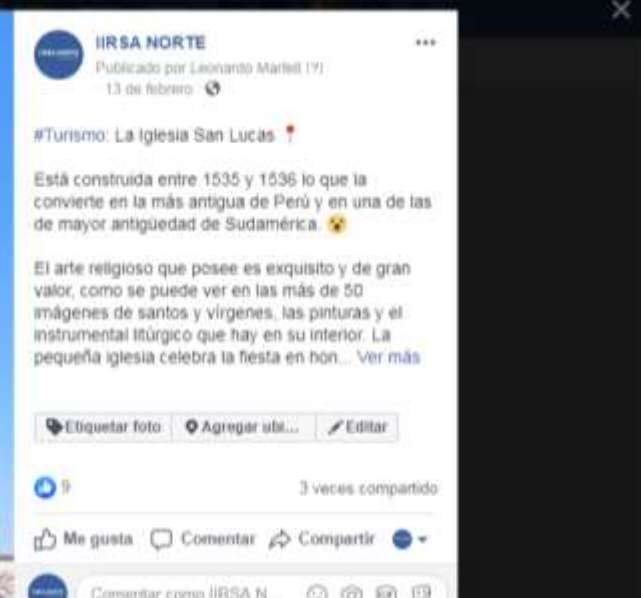 IIRSA NORTE
Publicado por Leonardo Martell [?]
13 de febrero
#Turismo: La Iglesia San Lucas
Está construida entre 1535 y 1536 lo que la
convierte en la más antigua de Perú y en una de las
de mayor antigüedad de Sudamérica.
El arte religioso que posee es exquisito y de gran
valor, como se puede ver en las más de 50
imágenes de santos y vírgenes, las pinturas y el
instrumental litúrgico que hay en su interior. La
pequeña iglesia celebra la fiesta en hon... Ver más
Etiquetar foto Agregar ubi... Editar
9 3 veces compartido
Me gusta Comentar Compartir
Comentar como IIRSA N...